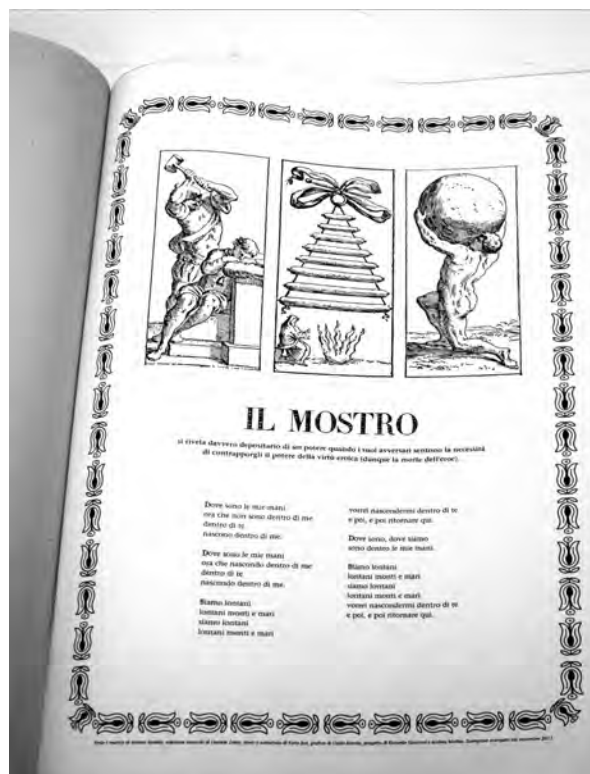 IL MOSTRO
si rivela davvero depositario di un potere quando i suoi avversari sentono la necessità
di contrapporgli il potere della virtù eroica (dunque la morte dell'eroe).
Dove sono le mie mani
ora che non sono dentro di me
dentro di te
nascono dentro di me.
Dove sono le mie mani
ora che nascondo dentro di me
dentro di te
nascondo dentro di me.
Siamo lontani
lontani monti e mari
siamo lontani
lontani monti e mari
vorrei nascondermi dentro di te
e poi, e poi ritornare qui.
Dove sono, dove siamo
sono dentro le mie mani.
Siamo lontani
lontani monti e mari
siamo lontani
lontani monti e mari
vorrei nascondermi dentro di te
e poi, e poi ritornare qui.